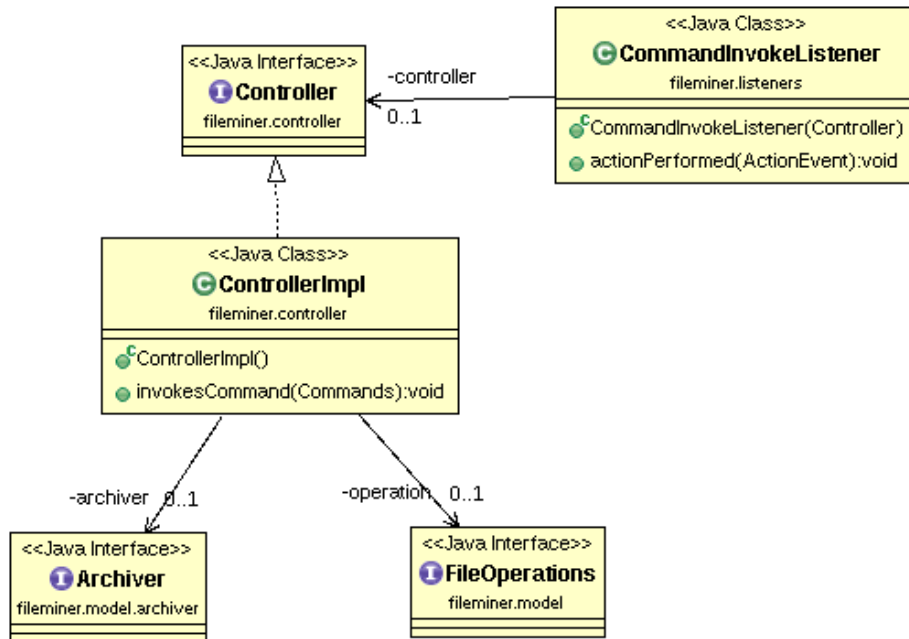 <<Java Interface>>
I Controller
fileminer.controller
-controller
0..1
<<Java Class>>
C CommandInvokeListener
fileminer.listeners
C CommandInvokeListener(Controller)
actionPerformed(ActionEvent):void
<<Java Class>>
C ControllerImpl
fileminer.controller
C ControllerImpl()
invokesCommand(Commands):void
-archiver 0..1
-operation 0..1
<<Java Interface>>
I Archiver
fileminer.model.archiver
<<Java Interface>>
I FileOperations
fileminer.model